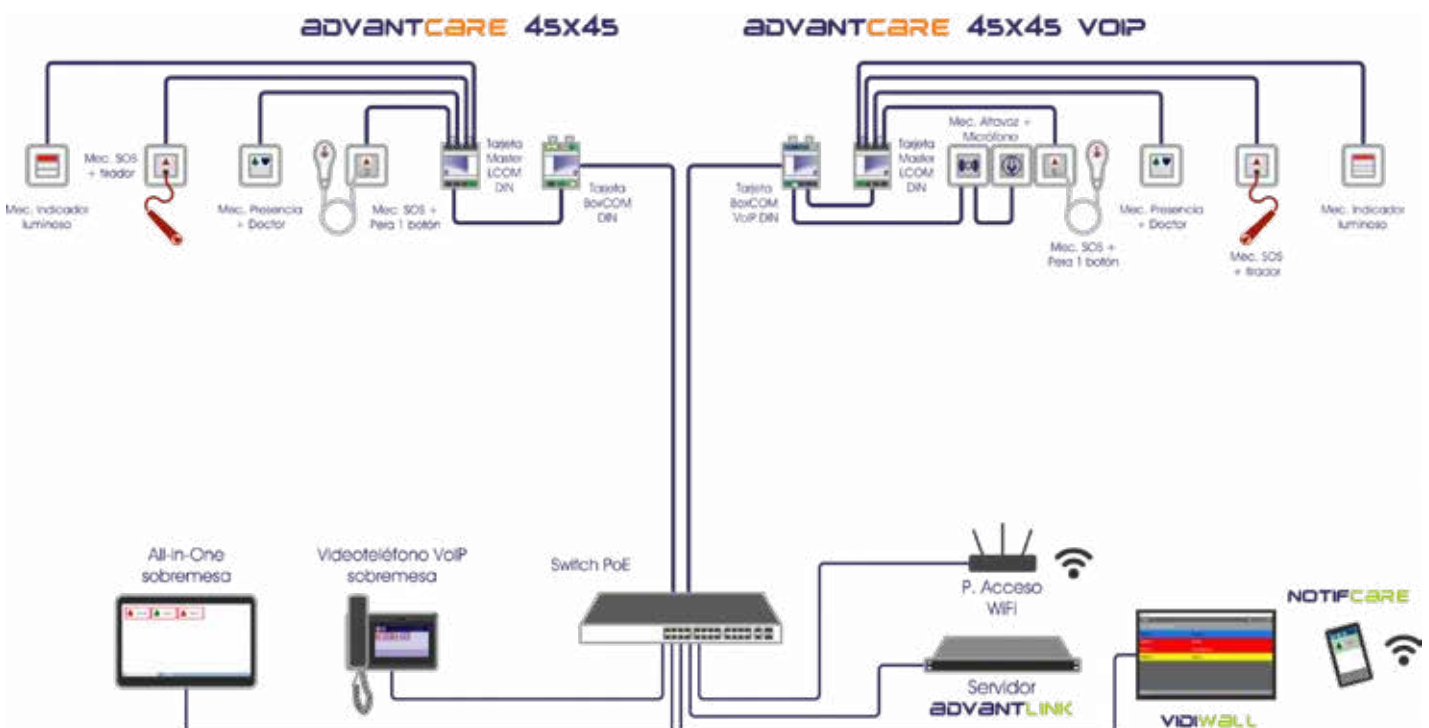 ADVANTCARE 45X45
ADVANTCARE 45X45 VOIP
Mec. Indicador
luminoso
Mec. SOS
+ tirador
Mec. Presencia
+ Doctor
Mec. SOS +
Pera 1 botón
Tarjeta
Master
LCOM
DIN
Tarjeta
BoxCOM
DIN
Tarjeta
BoxCOM
VoIP DIN
Tarjeta
Master
LCOM
DIN
Mec. Altavoz +
Micrófono
Mec. SOS +
Pera 1 botón
Mec. Presencia
+ Doctor
Mec. SOS
+ tirador
Mec. Indicador
luminoso
All-in-One
sobremesa
Videoteléfono VoIP
sobremesa
Switch PoE
P. Acceso
WiFi
Servidor
ADVANTLINK
VIDIWALL
NOTIFCARE